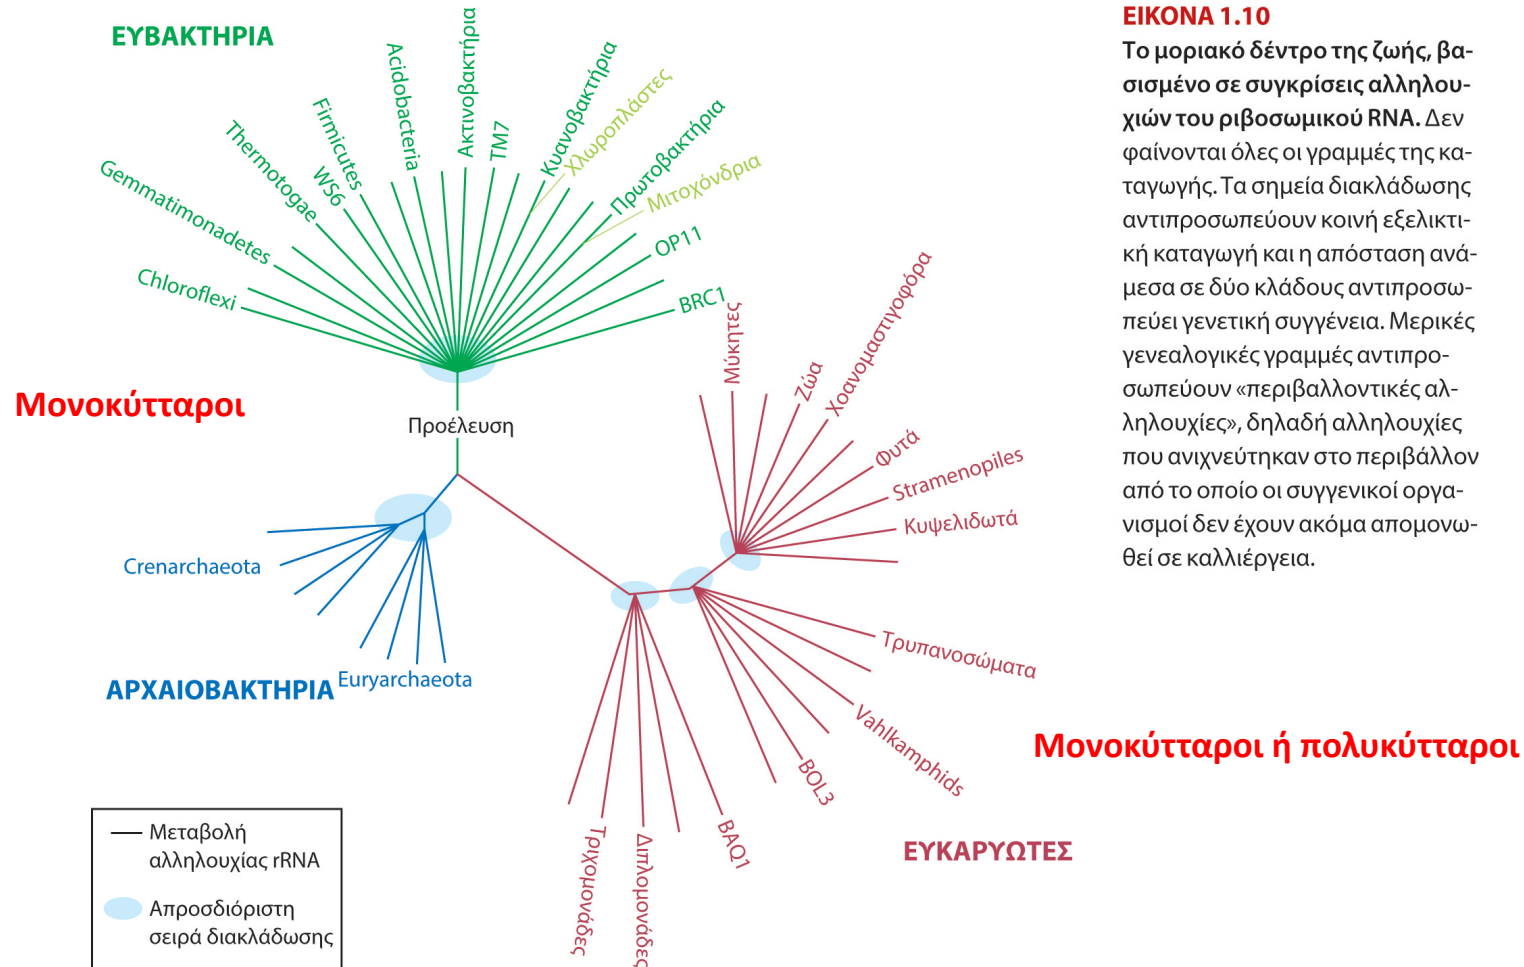 ΕΥΒΑΚΤΗΡΙΑ
Chloroflexi
Gemmatimonadetes
Thermotogae
WS6
Firmicutes
Acidobacteria
Ακτινοβακτήρια
TM7
Κυανοβακτήρια
Χλωροπλάστες
Πρωτοβακτήρια
Μιτοχόνδρια
OP11
BRC1
Μονοκύτταροι
Προέλευση
Crenarchaeota
ΑΡΧΑΙΟΒΑΚΤΗΡΙΑ
Euryarchaeota
Μύκητες
Ζώα
Χοανομαστιγοφόρα
Φυτά
Stramenopiles
Κυψελιδωτά
Τρυπανοσώματα
Vahlkamphids
BOL3
BAQ1
Διπλομονάδες
Τριχομονάδες
ΕΥΚΑΡΥΩΤΕΣ
Μονοκύτταροι ή πολυκύτταροι
Μεταβολή
αλληλουχίας rRNA
Απροσδιόριστη
σειρά διακλάδωσης
ΕΙΚΟΝΑ 1.10
Το μοριακό δέντρο της ζωής, βα-
σισμένο σε συγκρίσεις αλληλου-
χιών του ριβοσωμικού RNA. Δεν
φαίνονται όλες οι γραμμές της κα-
ταγωγής. Τα σημεία διακλάδωσης
αντιπροσωπεύουν κοινή εξελικτι-
κή καταγωγή και η απόσταση ανά-
μεσα σε δύο κλάδους αντιπροσω-
πεύει γενετική συγγένεια. Μερικές
γενεαλογικές γραμμές αντιπρο-
σωπεύουν «περιβαλλοντικές αλ-
ληλουχίες», δηλαδή αλληλουχίες
που ανιχνεύτηκαν στο περιβάλλον
από το οποίο οι συγγενικοί οργα-
νισμοί δεν έχουν ακόμα απομονω-
θεί σε καλλιέργεια.